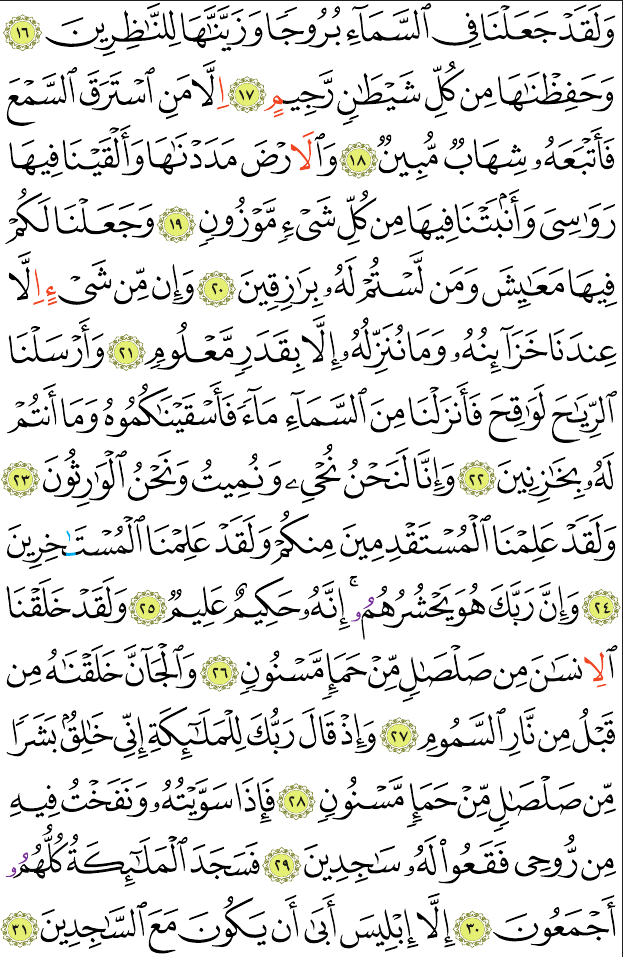 وَلَقَدْ جَعَلْنَا فِى ٱلسَّمَآءِ بُرُوجًا وَزَيَّنَّٰهَا لِلنَّٰظِرِينَ ١٦
وَحَفِظْنَٰهَا مِن كُلِّ شَيْطَٰنٍ رَّجِيمٍ ١٧ اِلَّا مَنِ ٱسْتَرَقَ ٱلسَّمْعَ
فَأَتْبَعَهُۥ شِهَابٌ مُّبِينٌ ١٨ وَٱلَارْضَ مَدَدْنَٰهَا وَأَلْقَيْنَا فِيهَا
رَوَٰسِىَ وَأَنۢبَتْنَا فِيهَا مِن كُلِّ شَىْءٍ مَّوْزُونٍ ١٩ وَجَعَلْنَا لَكُمْ
فِيهَا مَعَٰيِشَ وَمَن لَّسْتُمْ لَهُۥ بِرَٰزِقِينَ ٢٠ وَإِن مِّن شَىْءٍ اِلَّا
عِندَنَا خَزَآئِنُهُۥ وَمَا نُنَزِّلُهُۥ إِلَّا بِقَدَرٍ مَّعْلُومٍ ٢١ وَأَرْسَلْنَا
ٱلرِّيَٰحَ لَوَٰقِحَ فَأَنزَلْنَا مِنَ ٱلسَّمَآءِ مَآءً فَأَسْقَيْنَٰكُمُوهُ وَمَا أَنتُمْ
لَهُۥ بِخَٰزِنِينَ ٢٢ وَإِنَّا لَنَحْنُ نُحْىِۦ وَنُمِيتُ وَنَحْنُ ٱلْوَٰرِثُونَ ٢٣
وَلَقَدْ عَلِمْنَا ٱلْمُسْتَقْدِمِينَ مِنكُمْ وَلَقَدْ عَلِمْنَا ٱلْمُسْتَٰخِرِينَ
٢٤ وَإِنَّ رَبَّكَ هُوَ يَحْشُرُهُمُۥ ۚ إِنَّهُۥ حَكِيمٌ عَلِيمٌ ٢٥ وَلَقَدْ خَلَقْنَا
ٱلِانسَٰنَ مِن صَلْصَٰلٍ مِّنْ حَمَإٍ مَّسْنُونٍ ٢٦ وَٱلْجَآنَّ خَلَقْنَٰهُ مِن
قَبْلُ مِن نَّارِ ٱلسَّمُومِ ٢٧ وَإِذْ قَالَ رَبُّكَ لِلْمَلَٰٓئِكَةِ إِنِّى خَٰلِقٌۢ بَشَرًا
مِّن صَلْصَٰلٍ مِّنْ حَمَإٍ مَّسْنُونٍ ٢٨ فَإِذَا سَوَّيْتُهُۥ وَنَفَخْتُ فِيهِ
مِن رُّوحِى فَقَعُوا۟ لَهُۥ سَٰجِدِينَ ٢٩ فَسَجَدَ ٱلْمَلَٰٓئِكَةُ كُلُّهُمُۥ
أَجْمَعُونَ ٣٠ إِلَّا إِبْلِيسَ أَبَىٰ أَن يَكُونَ مَعَ ٱلسَّٰجِدِينَ ٣١